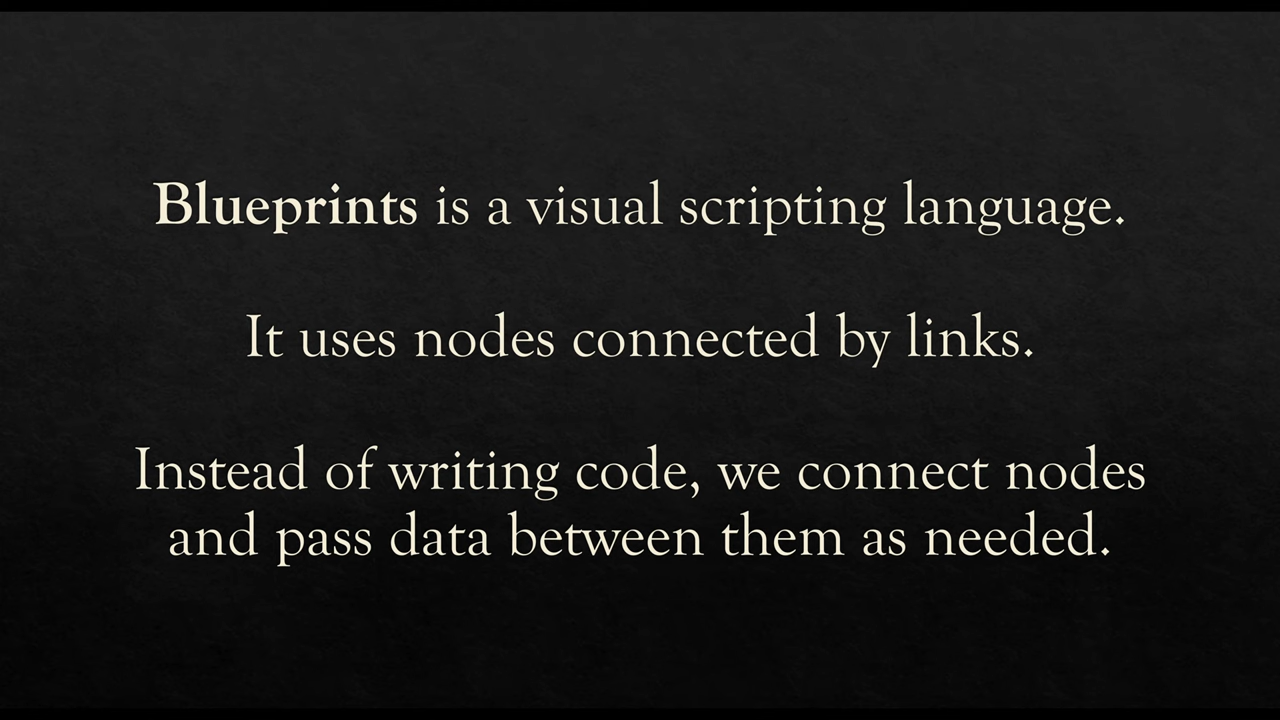 Blueprints is a visual scripting language.
It uses nodes connected by links.
Instead of writing code, we connect nodes
and pass data between them as needed.